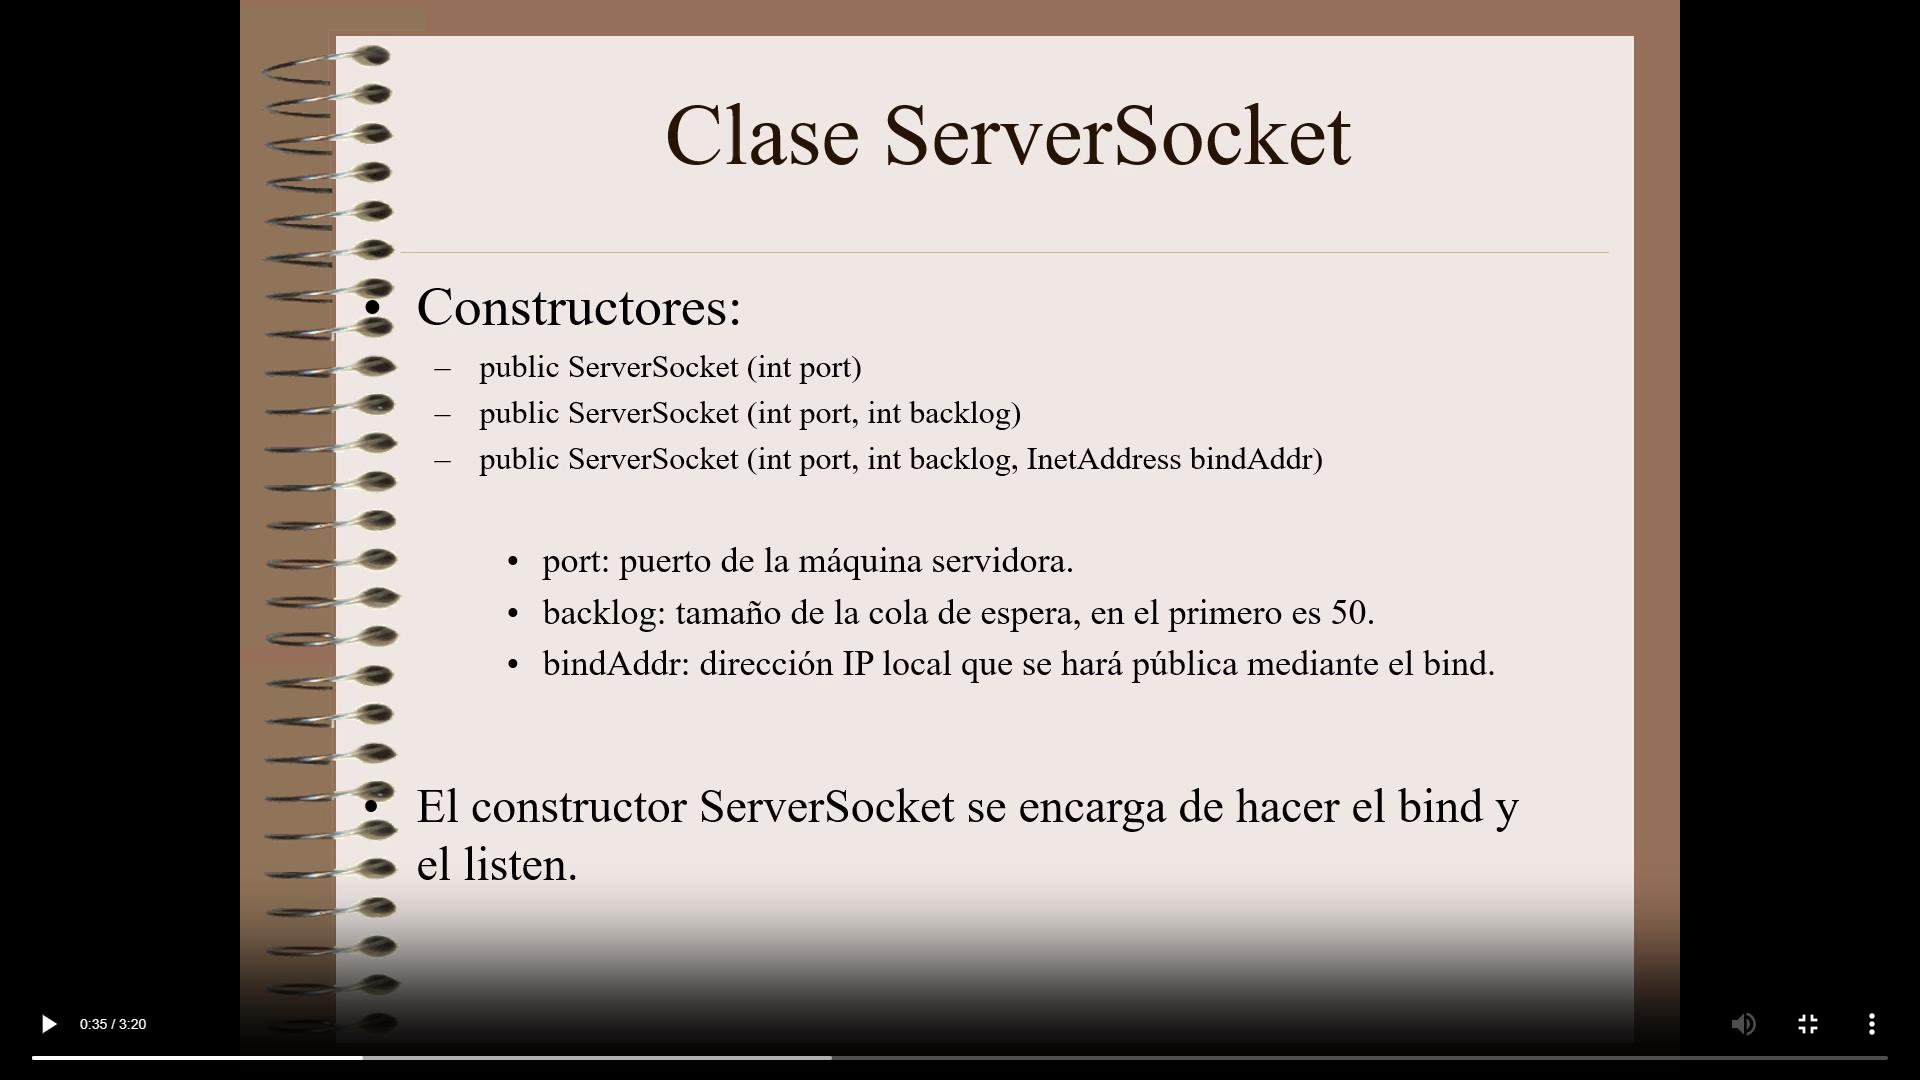 Clase ServerSocket
• Constructores:
– public ServerSocket (int port)
– public ServerSocket (int port, int backlog)
– public ServerSocket (int port, int backlog, InetAddress bindAddr)
• port: puerto de la máquina servidora.
• backlog: tamaño de la cola de espera, en el primero es 50.
• bindAddr: dirección IP local que se hará pública mediante el bind.
• El constructor ServerSocket se encarga de hacer el bind y
el listen.
0:35 / 3:20